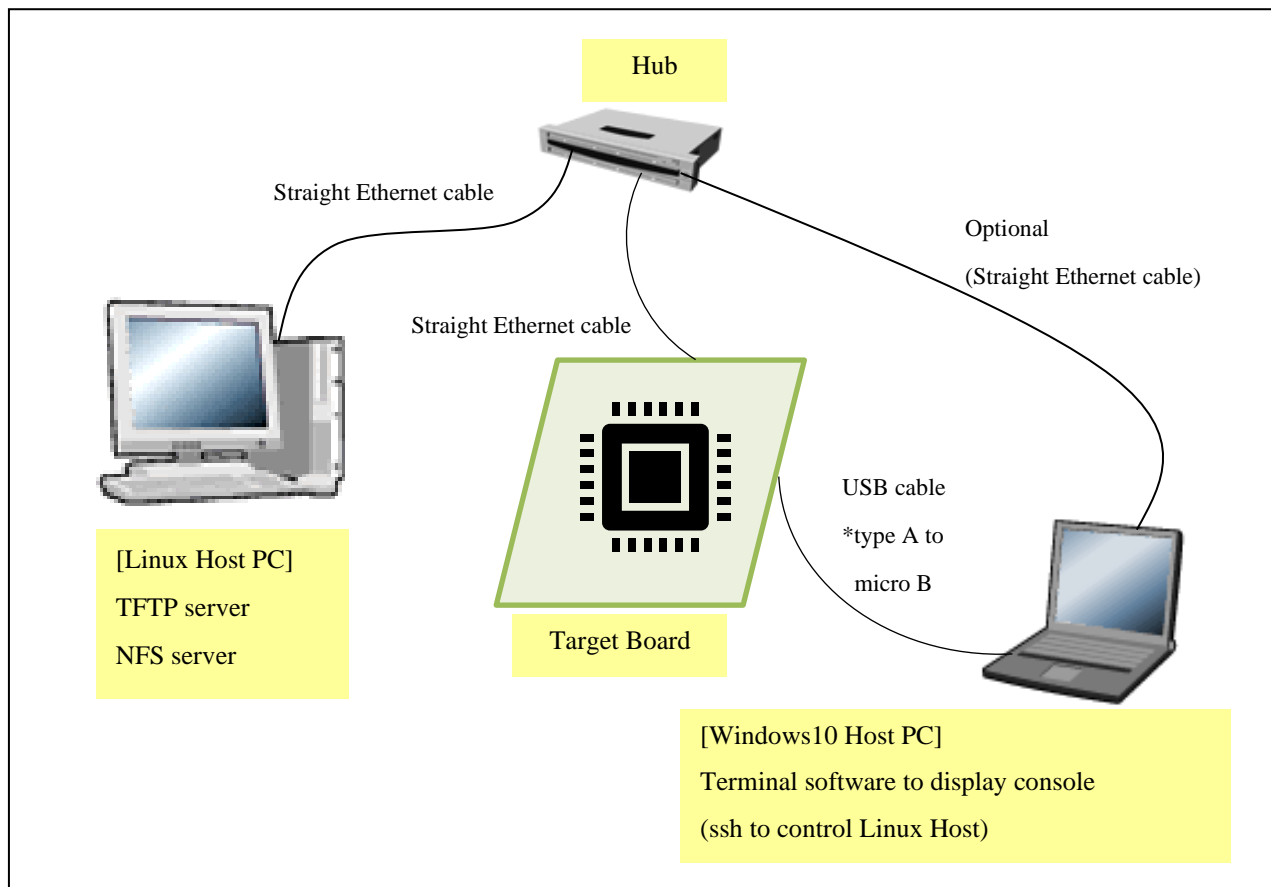 Hub
Straight Ethernet cable
Optional
(Straight Ethernet cable)
Straight Ethernet cable
USB cable
*type A to
micro B
[Linux Host PC]
TFTP server
NFS server
Target Board
[Windows10 Host PC]
Terminal software to display console
(ssh to control Linux Host)